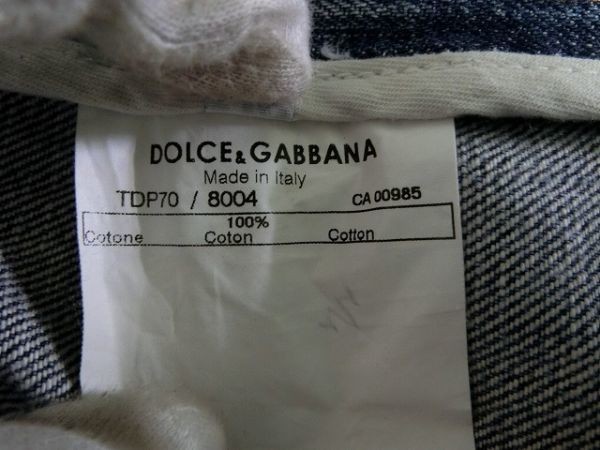 DOLCE&GABBANA
Made in Italy
TDP70 / 8004 CA 00985
100%
Cotone Coton Cotton